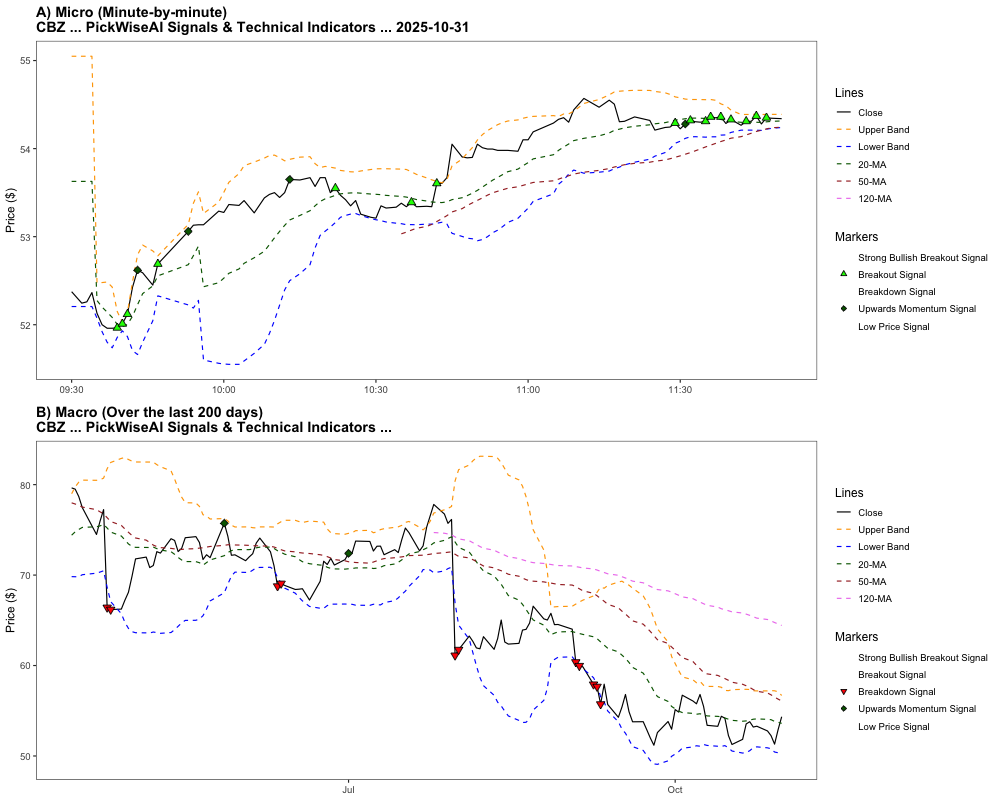 A) Micro (Minute-by-minute)
CBZ ... PickWiseAI Signals & Technical Indicators ... 2025-10-31
55
54
53
52
Price ($)
09:30
10:00
10:30
11:00
11:30
Lines
Close
Upper Band
Lower Band
20-MA
50-MA
120-MA
Markers
Strong Bullish Breakout Signal
Breakout Signal
Breakdown Signal
Upwards Momentum Signal
Low Price Signal
B) Macro (Over the last 200 days)
CBZ ... PickWiseAI Signals & Technical Indicators ...
80
70
60
50
Price ($)
Jul
Oct
Lines
Close
Upper Band
Lower Band
20-MA
50-MA
120-MA
Markers
Strong Bullish Breakout Signal
Breakout Signal
Breakdown Signal
Upwards Momentum Signal
Low Price Signal